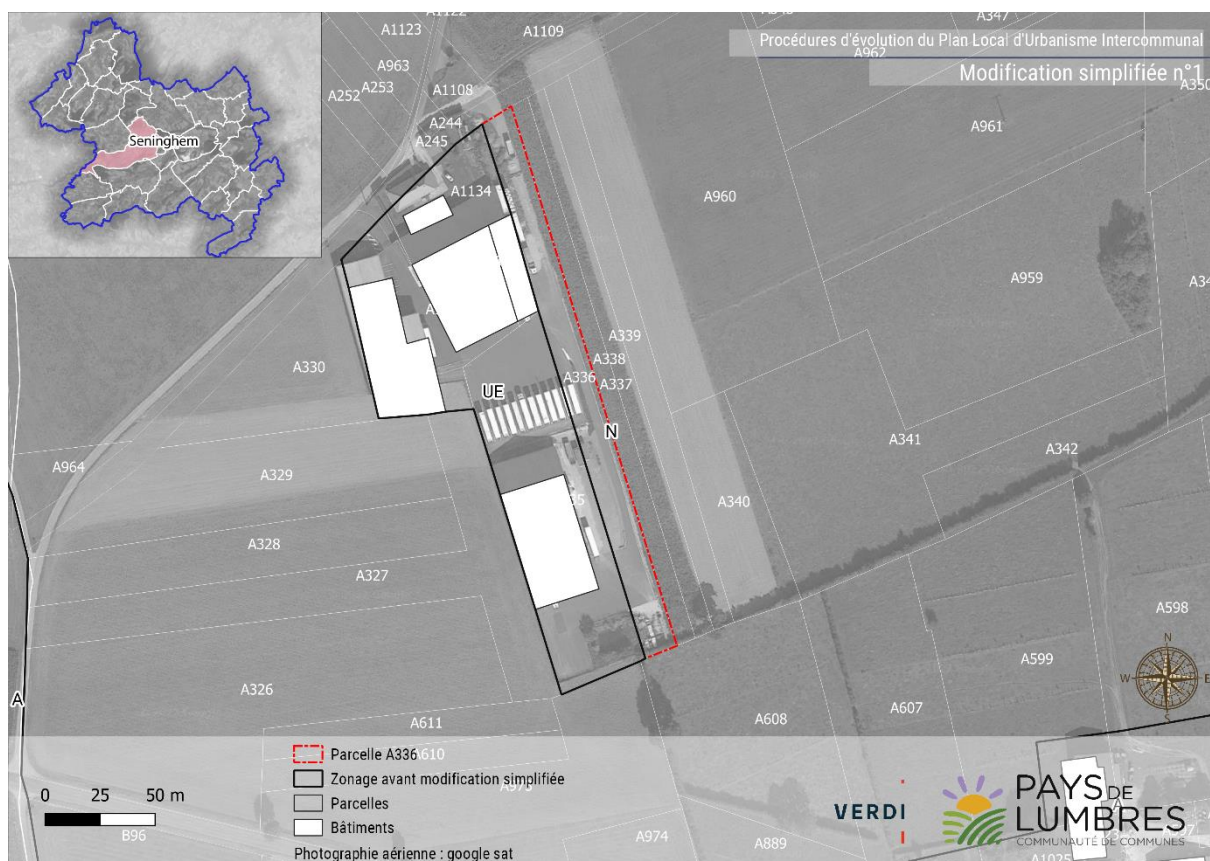 Procédures d'évolution du Plan Local d'Urbanisme Intercommunal
Modification simplifiée n°1
Seninghem
A1123
A1109
A347
A962
A963
A253
A252
A1108
A244
A245
A961
A1134
A960
A959
A339
A338
A336
A337
A330
UE
N
A341
A342
A964
A329
A340
A328
A327
A598
A599
N
W
E
S
A
A326
A611
A608
A607
A610
Parcelle A336
Zonage avant modification simplifiée
Parcelles
Bâtiments
Photographie aérienne : google sat
0 25 50 m
B96
A974
A889
VERDI
PAYS DE
LUMBRES
COMMUNAUTÉ DE COMMUNES
A
A1025